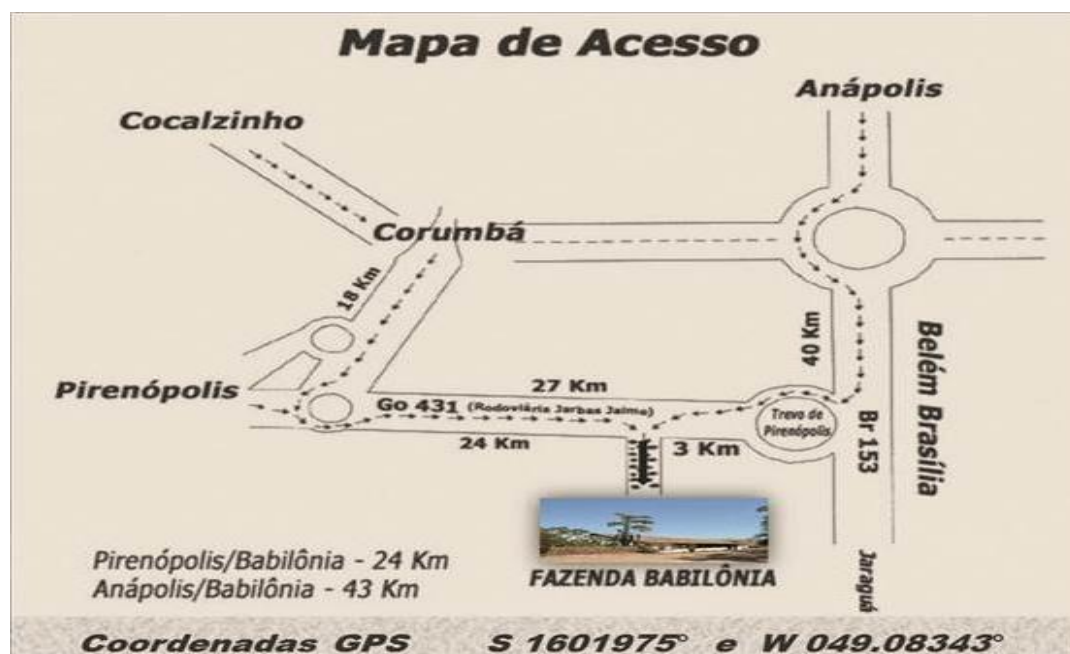 Mapa de Acesso
Anápolis
Cocalzinho
Corumbá
18 Km
40 Km
Belém Brasília
Pirenópolis
27 Km
Go 431 (Rodoviária Jarbas Jaime)
Trevo de
Pirenópolis
Br 153
24 Km
3 Km
FAZENDA BABILÔNIA
Jaraguá
Pirenópolis/Babilônia - 24 Km
Anápolis/Babilônia - 43 Km
Coordenadas GPS S 1601975° e W 049.08343°